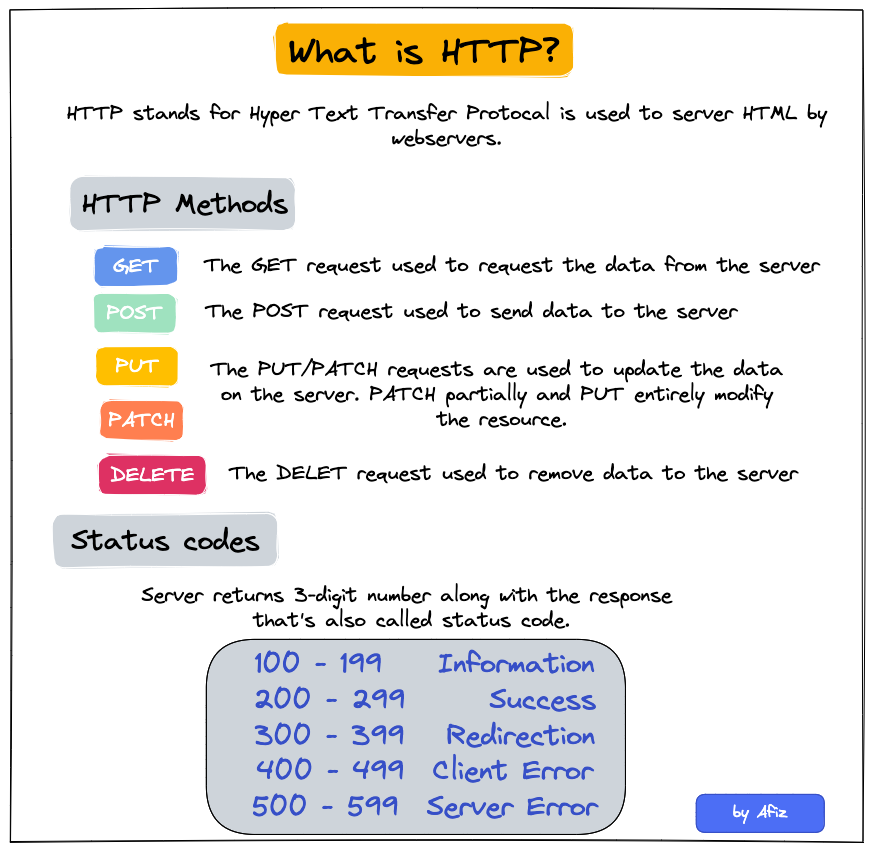 What is HTTP?
HTTP stands for Hyper Text Transfer Protocal is used to server HTML by
webservers.
HTTP Methods
GET
The GET request used to request the data from the server
POST
The POST request used to send data to the server
PUT
The PUT/PATCH requests are used to update the data
on the server. PATCH partially and PUT entirely modify
the resource.
PATCH
DELETE
The DELET request used to remove data to the server
Status codes
Server returns 3-digit number along with the response
that's also called status code.
100 - 199 Information
200 - 299 Success
300 - 399 Redirection
400 - 499 Client Error
500 - 599 Server Error
by Afiz